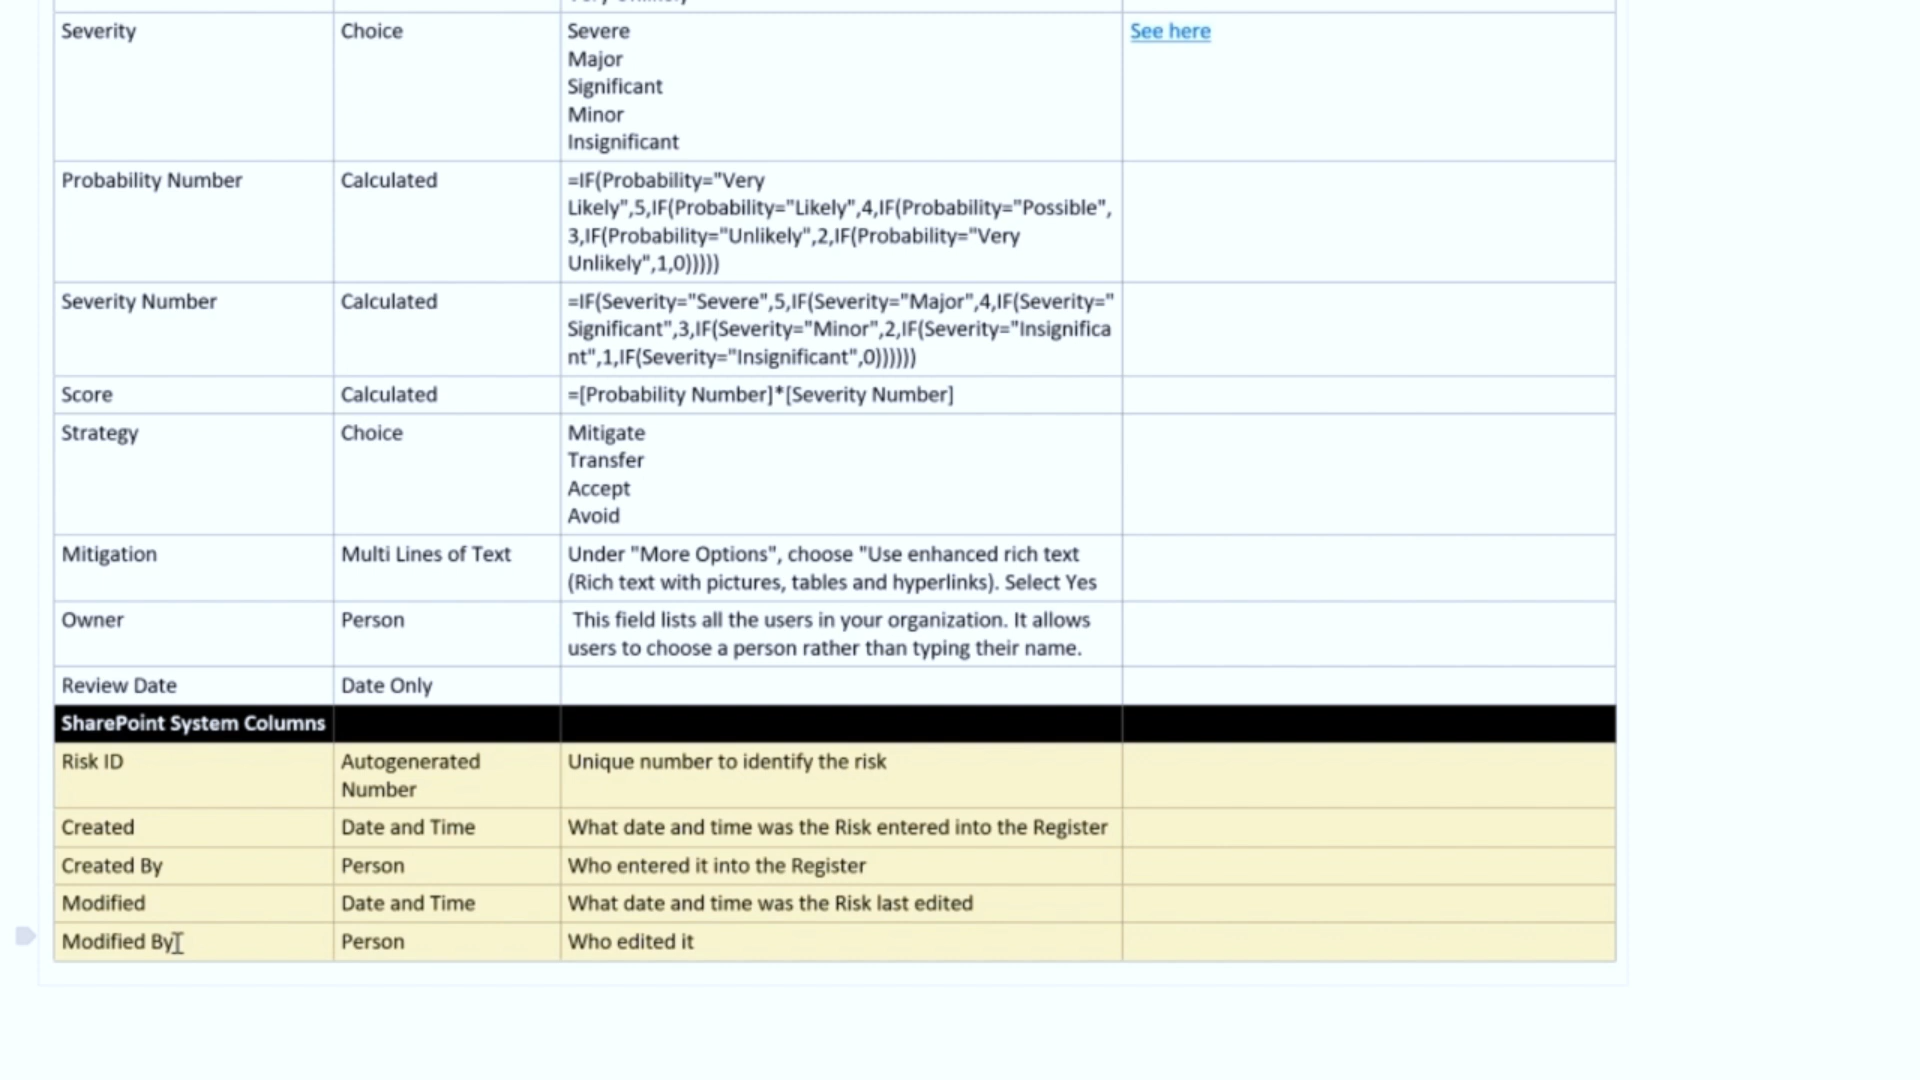 Severity Choice Severe See here
Major
Significant
Minor
Insignificant
Probability Number Calculated =IF(Probability="Very
Likely",5,IF(Probability="Likely",4,IF(Probability="Possible",
3,IF(Probability="Unlikely",2,IF(Probability="Very
Unlikely",1,0)))))
Severity Number Calculated =IF(Severity="Severe",5,IF(Severity="Major",4,IF(Severity="
Significant",3,IF(Severity="Minor",2,IF(Severity="Insignifica
nt",1,IF(Severity="Insignificant",0))))))
Score Calculated =[Probability Number]*[Severity Number]
Strategy Choice Mitigate
Transfer
Accept
Avoid
Mitigation Multi Lines of Text Under "More Options", choose "Use enhanced rich text
(Rich text with pictures, tables and hyperlinks). Select Yes
Owner Person This field lists all the users in your organization. It allows
users to choose a person rather than typing their name.
Review Date Date Only
SharePoint System Columns
Risk ID Autogenerated Unique number to identify the risk
Number
Created Date and Time What date and time was the Risk entered into the Register
Created By Person Who entered it into the Register
Modified Date and Time What date and time was the Risk last edited
Modified By Person Who edited it